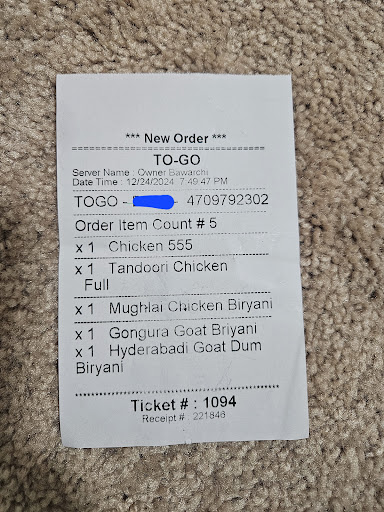 *** New Order ***
TO-GO
Server Name : Owner Bawarchi
Date Time : 12/24/2024 7:49:47 PM
TOGO - 4709792302
Order Item Count # 5
x 1 Chicken 555
x 1 Tandoori Chicken
Full
x 1 Mughlai Chicken Biryani
x 1 Gongura Goat Briyani
x 1 Hyderabadi Goat Dum
Biryani
Ticket # : 1094
Receipt # : 221846